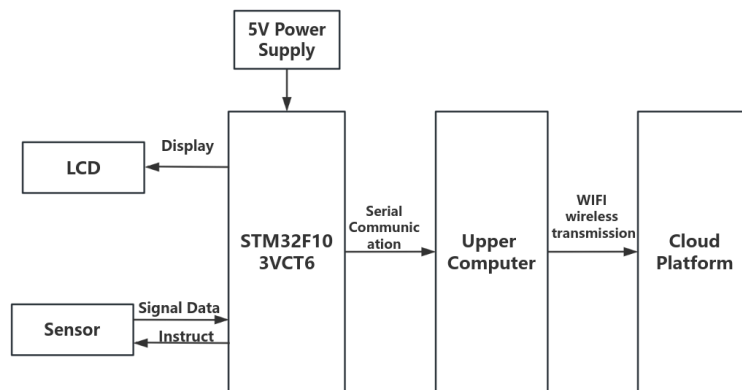 5V Power
Supply
Display
LCD
STM32F10
3VCT6
Signal Data
Instruct
Sensor
Serial
Communic
ation
Upper
Computer
WIFI
wireless
transmission
Cloud
Platform